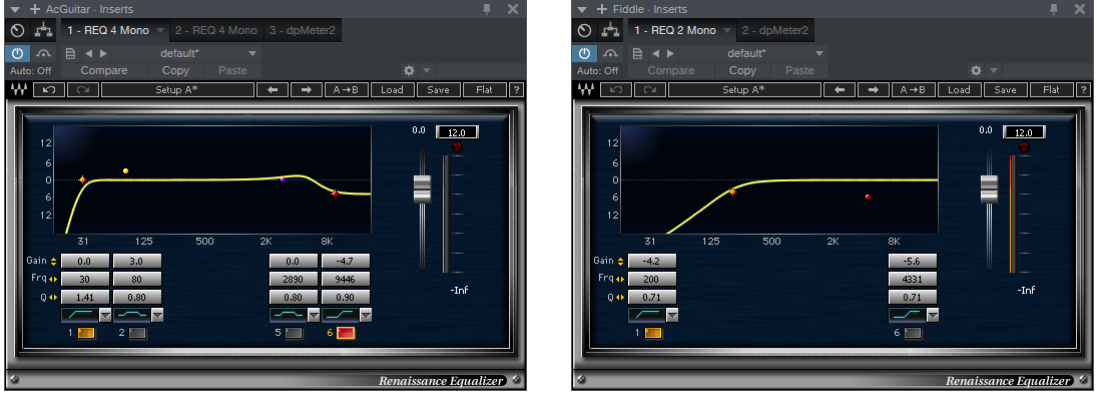 AcGuitar - Inserts
1 - REQ 4 Mono 2 - REQ 4 Mono 3 - dpMeter2
default*
Auto: Off Compare Copy Paste
Setup A* A→B Load Save Flat ?
0.0 12.0
12
6
0
6
12
31 125 500 2K 8K
Gain 0.0 3.0 0.0 -4.7
Frq 30 80 2890 9446
Q 1.41 0.80 0.80 0.90
-Inf
1 2 5 6
Renaissance Equalizer
Fiddle - Inserts
1 - REQ 2 Mono 2 - dpMeter2
default*
Auto: Off Compare Copy Paste
Setup A* A→B Load Save Flat ?
0.0 12.0
12
6
0
6
12
31 125 500 2K 8K
Gain -4.2 -5.6
Frq 200 4331
Q 0.71 0.71
-Inf
1 6
Renaissance Equalizer